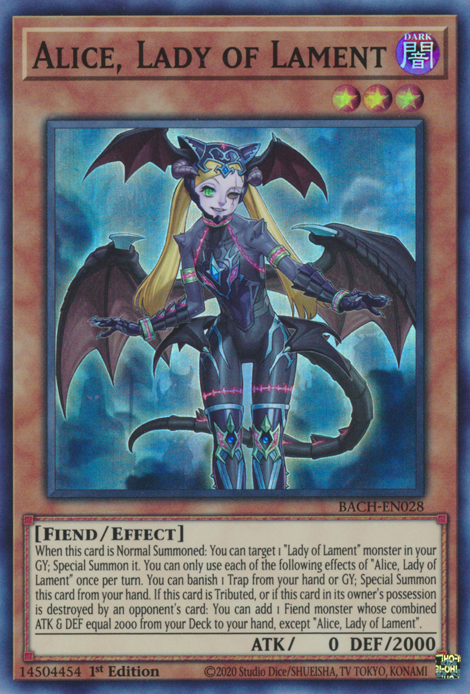 ALICE, LADY OF LAMENT
DARK
闇
BACH-EN028
[FIEND/EFFECT]
When this card is Normal Summoned: You can target 1 "Lady of Lament" monster in your
GY; Special Summon it. You can only use each of the following effects of "Alice, Lady of
Lament" once per turn. You can banish 1 Trap from your hand or GY; Special Summon
this card from your hand. If this card is Tributed, or if this card in its owner's possession
is destroyed by an opponent's card: You can add 1 Fiend monster whose combined
ATK & DEF equal 2000 from your Deck to your hand, except "Alice, Lady of Lament".
ATK/ 0 DEF/2000
14504454 1st Edition ©2020 Studio Dice/SHUEISHA, TV TOKYO, KONAMI